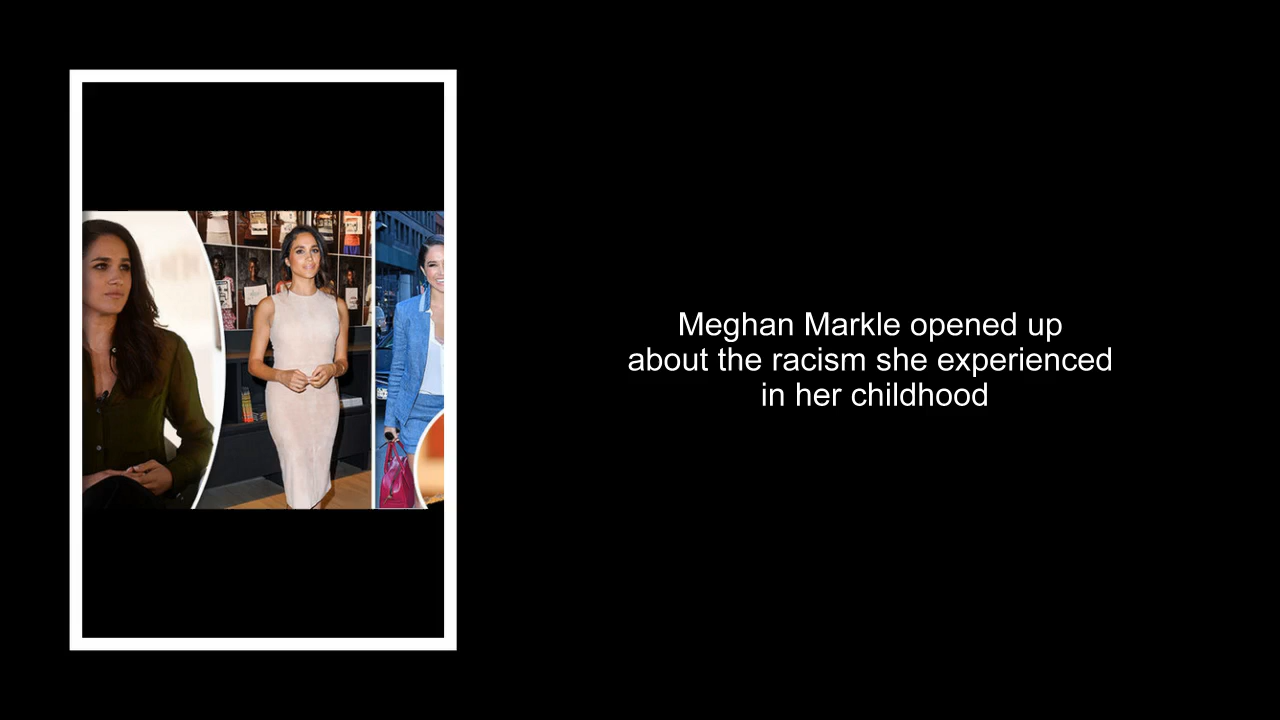 Meghan Markle opened up
about the racism she experienced
in her childhood